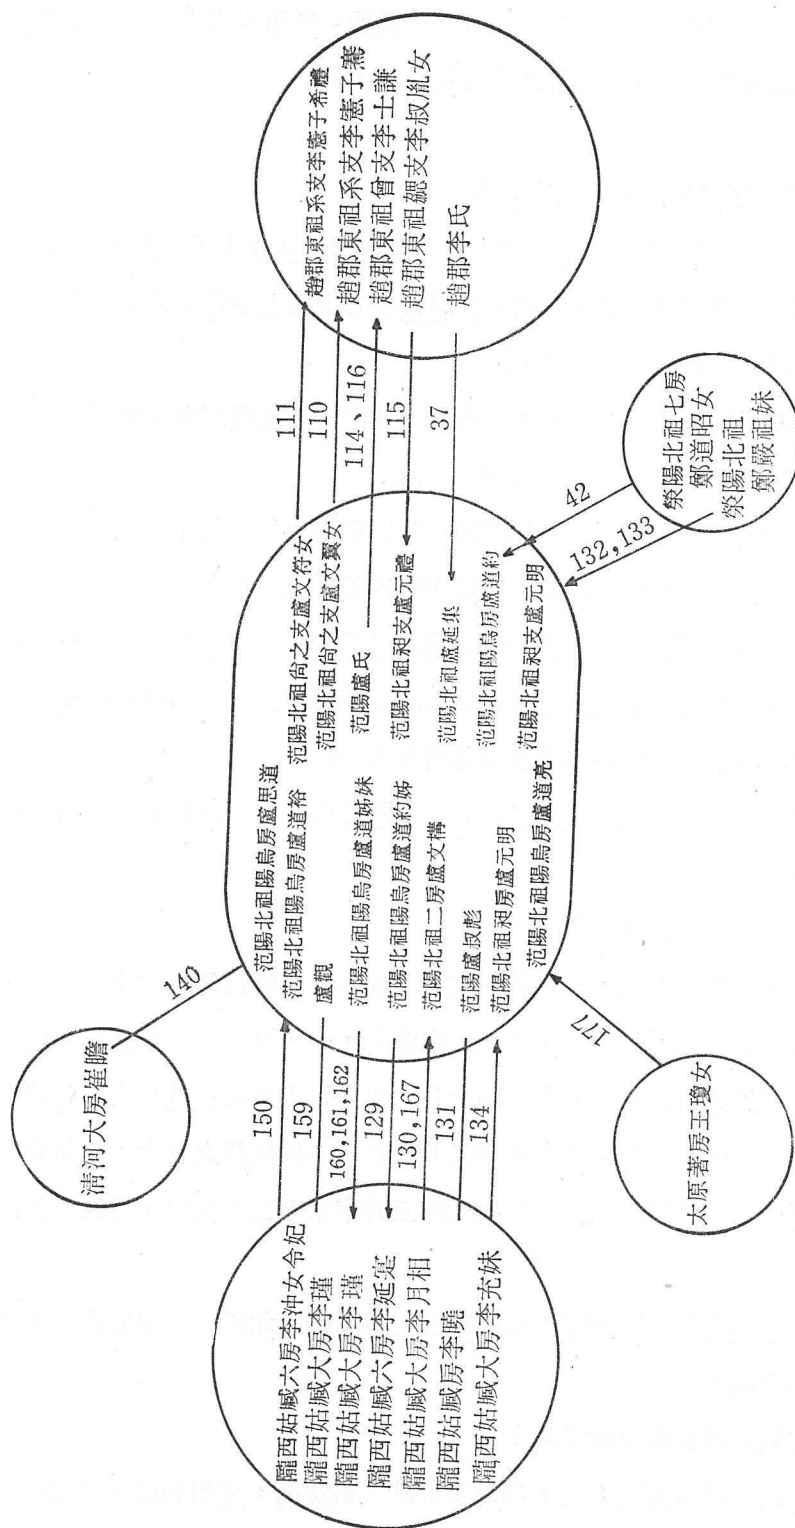 趙郡東祖系支李憲子希禮
趙郡東祖系支李憲子騫
趙郡東祖曾支李士謙
趙郡東祖勰支李叔胤女
趙郡李氏
111
110
114、116
115
37
滎陽北祖七房
鄭道昭女
滎陽北祖
鄭嚴祖妹
42
132,133
范陽北祖尙之支盧文符女
范陽北祖尙之支盧文翼女
范陽盧氏
范陽北祖昶支盧元禮
范陽北祖盧延集
范陽北祖陽烏房盧道約
范陽北祖昶支盧元明
范陽北祖陽烏房盧思道
范陽北祖陽烏房盧道裕
盧觀
范陽北祖陽烏房盧道姊妹
范陽北祖陽烏房盧道約姊
范陽北祖二房盧文構
范陽盧叔彪
范陽北祖昶房盧元明
范陽北祖陽烏房盧道亮
140
清河大房崔瞻
150
159
160,161,162
129
130,167
131
134
177
太原著房王瓊女
隴西姑臧六房李沖女令妃
隴西姑臧大房李瑾
隴西姑臧大房李瑾
隴西姑臧六房李延寔
隴西姑臧大房李月相
隴西姑臧房李曉
隴西姑臧大房李充妹